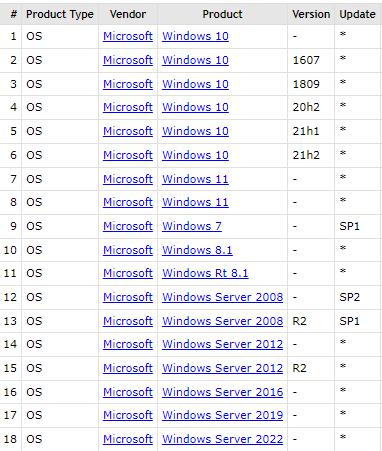 # Product Type Vendor Product Version Update
1 OS Microsoft Windows 10 - *
2 OS Microsoft Windows 10 1607 *
3 OS Microsoft Windows 10 1809 *
4 OS Microsoft Windows 10 20h2 *
5 OS Microsoft Windows 10 21h1 *
6 OS Microsoft Windows 10 21h2 *
7 OS Microsoft Windows 11 - *
8 OS Microsoft Windows 11 - *
9 OS Microsoft Windows 7 - SP1
10 OS Microsoft Windows 8.1 - *
11 OS Microsoft Windows Rt 8.1 - *
12 OS Microsoft Windows Server 2008 - SP2
13 OS Microsoft Windows Server 2008 R2 SP1
14 OS Microsoft Windows Server 2012 - *
15 OS Microsoft Windows Server 2012 R2 *
16 OS Microsoft Windows Server 2016 - *
17 OS Microsoft Windows Server 2019 - *
18 OS Microsoft Windows Server 2022 - *